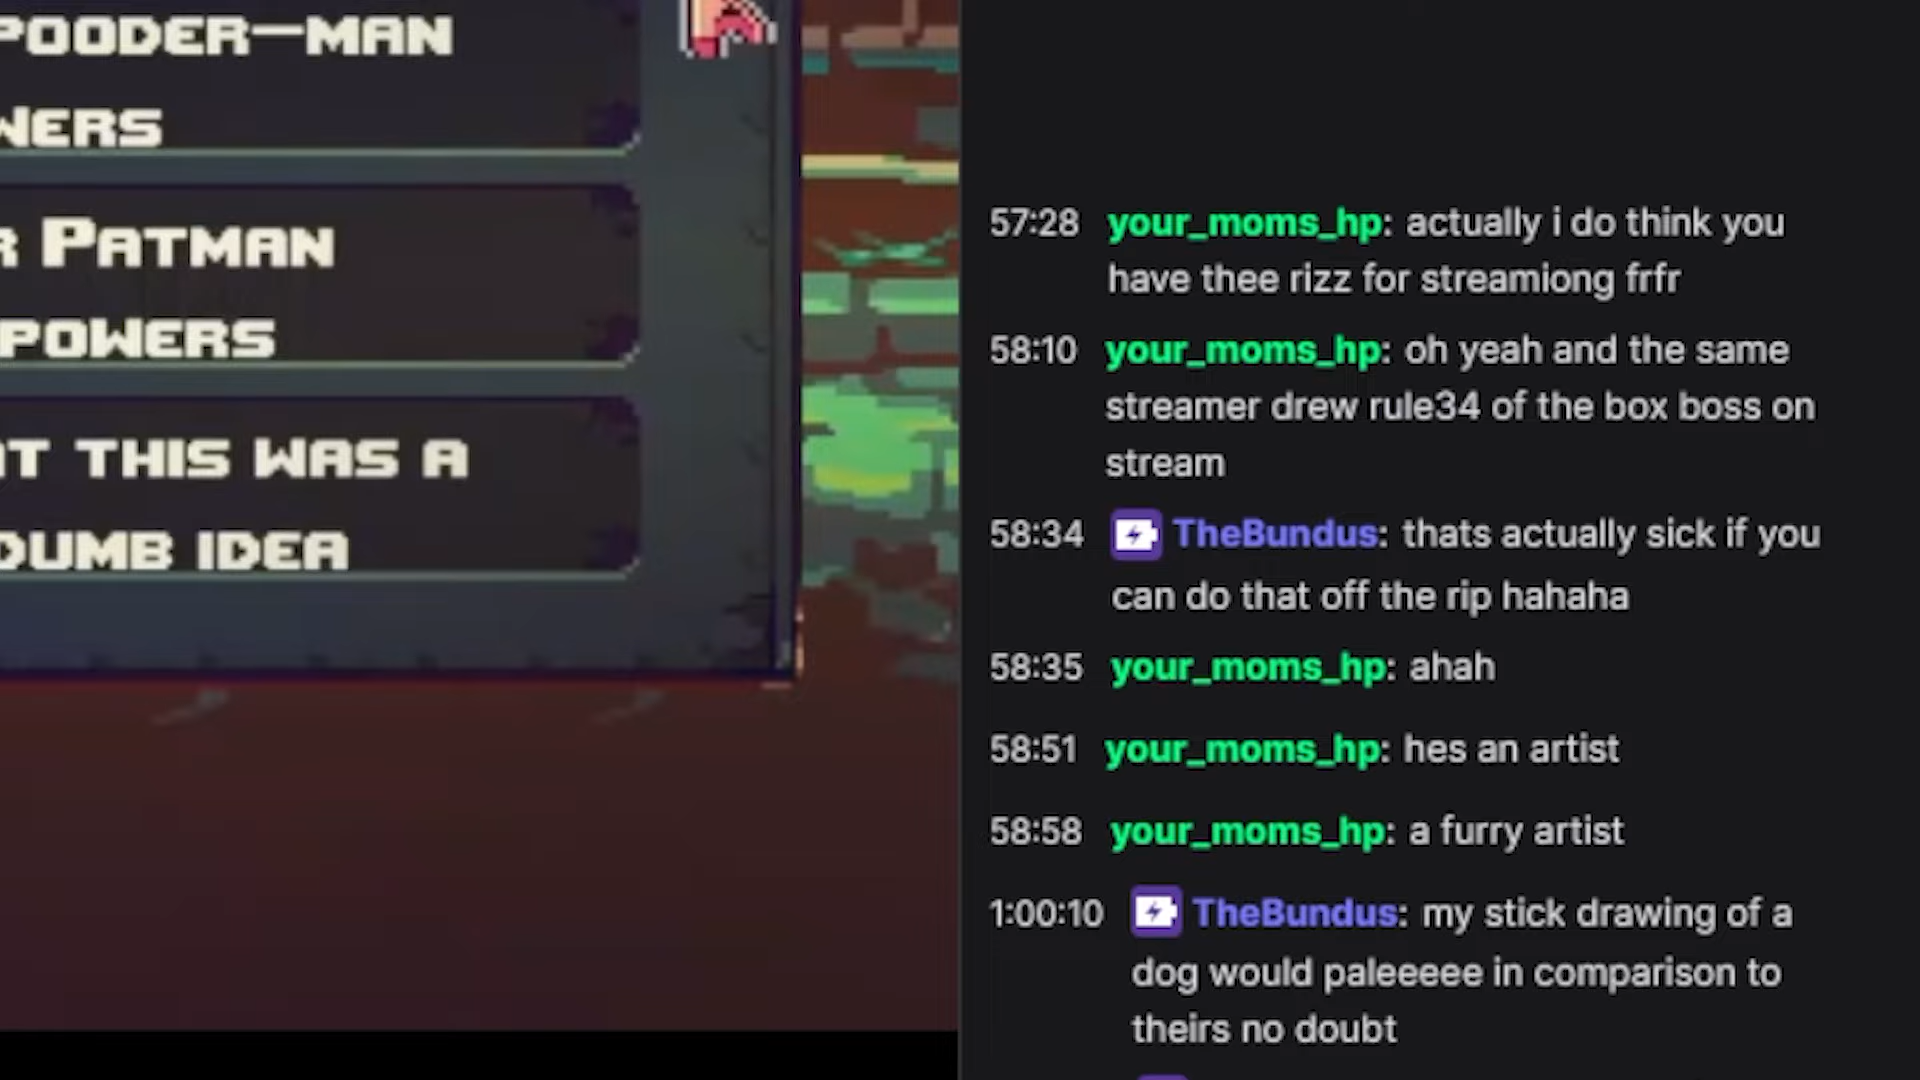 POODER-MAN
WERS
R PATMAN
POWERS
AT THIS WAS A
DUMB IDEA
57:28 your_moms_hp: actually i do think you
have thee rizz for streamiong frfr
58:10 your_moms_hp: oh yeah and the same
streamer drew rule34 of the box boss on
stream
58:34 TheBundus: thats actually sick if you
can do that off the rip hahaha
58:35 your_moms_hp: ahah
58:51 your_moms_hp: hes an artist
58:58 your_moms_hp: a furry artist
1:00:10 TheBundus: my stick drawing of a
dog would paleeeee in comparison to
theirs no doubt